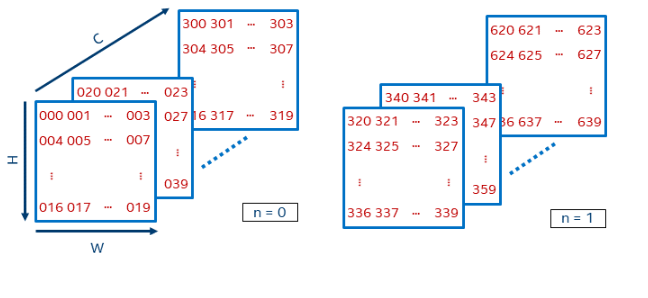 C
H
W
300 301 ... 303
304 305 ... 307
⋮ ⋮
16 317 ... 319
020 021 ... 023
027
⋮
039
000 001 ... 003
004 005 ... 007
⋮ ⋮
016 017 ... 019
n = 0
620 621 ... 623
624 625 ... 627
⋮
36 637 ... 639
340 341 ... 343
347
⋮
359
320 321 ... 323
324 325 ... 327
⋮ ⋮
336 337 ... 339
n = 1